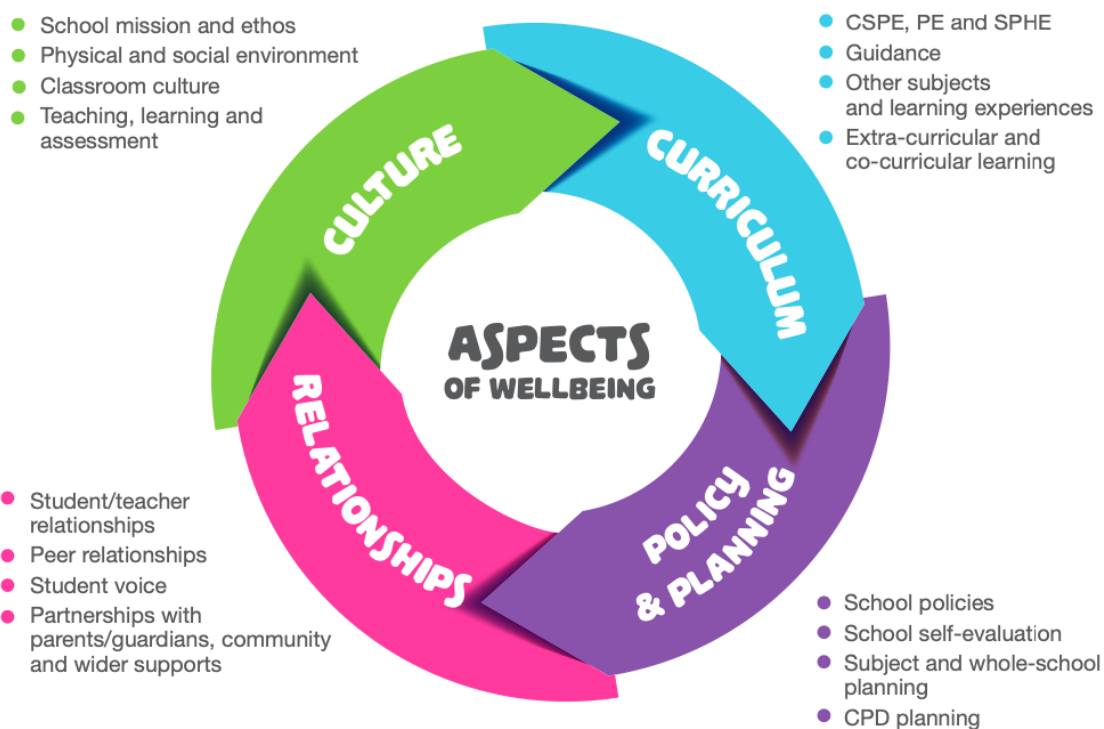 School mission and ethos
Physical and social environment
Classroom culture
Teaching, learning and
assessment
CSPE, PE and SPHE
Guidance
Other subjects
and learning experiences
Extra-curricular and
co-curricular learning
CULTURE
CURRICULUM
ASPECTS
OF WELLBEING
RELATIONSHIPS
POLICY
& PLANNING
Student/teacher
relationships
Peer relationships
Student voice
Partnerships with
parents/guardians, community
and wider supports
School policies
School self-evaluation
Subject and whole-school
planning
CPD planning